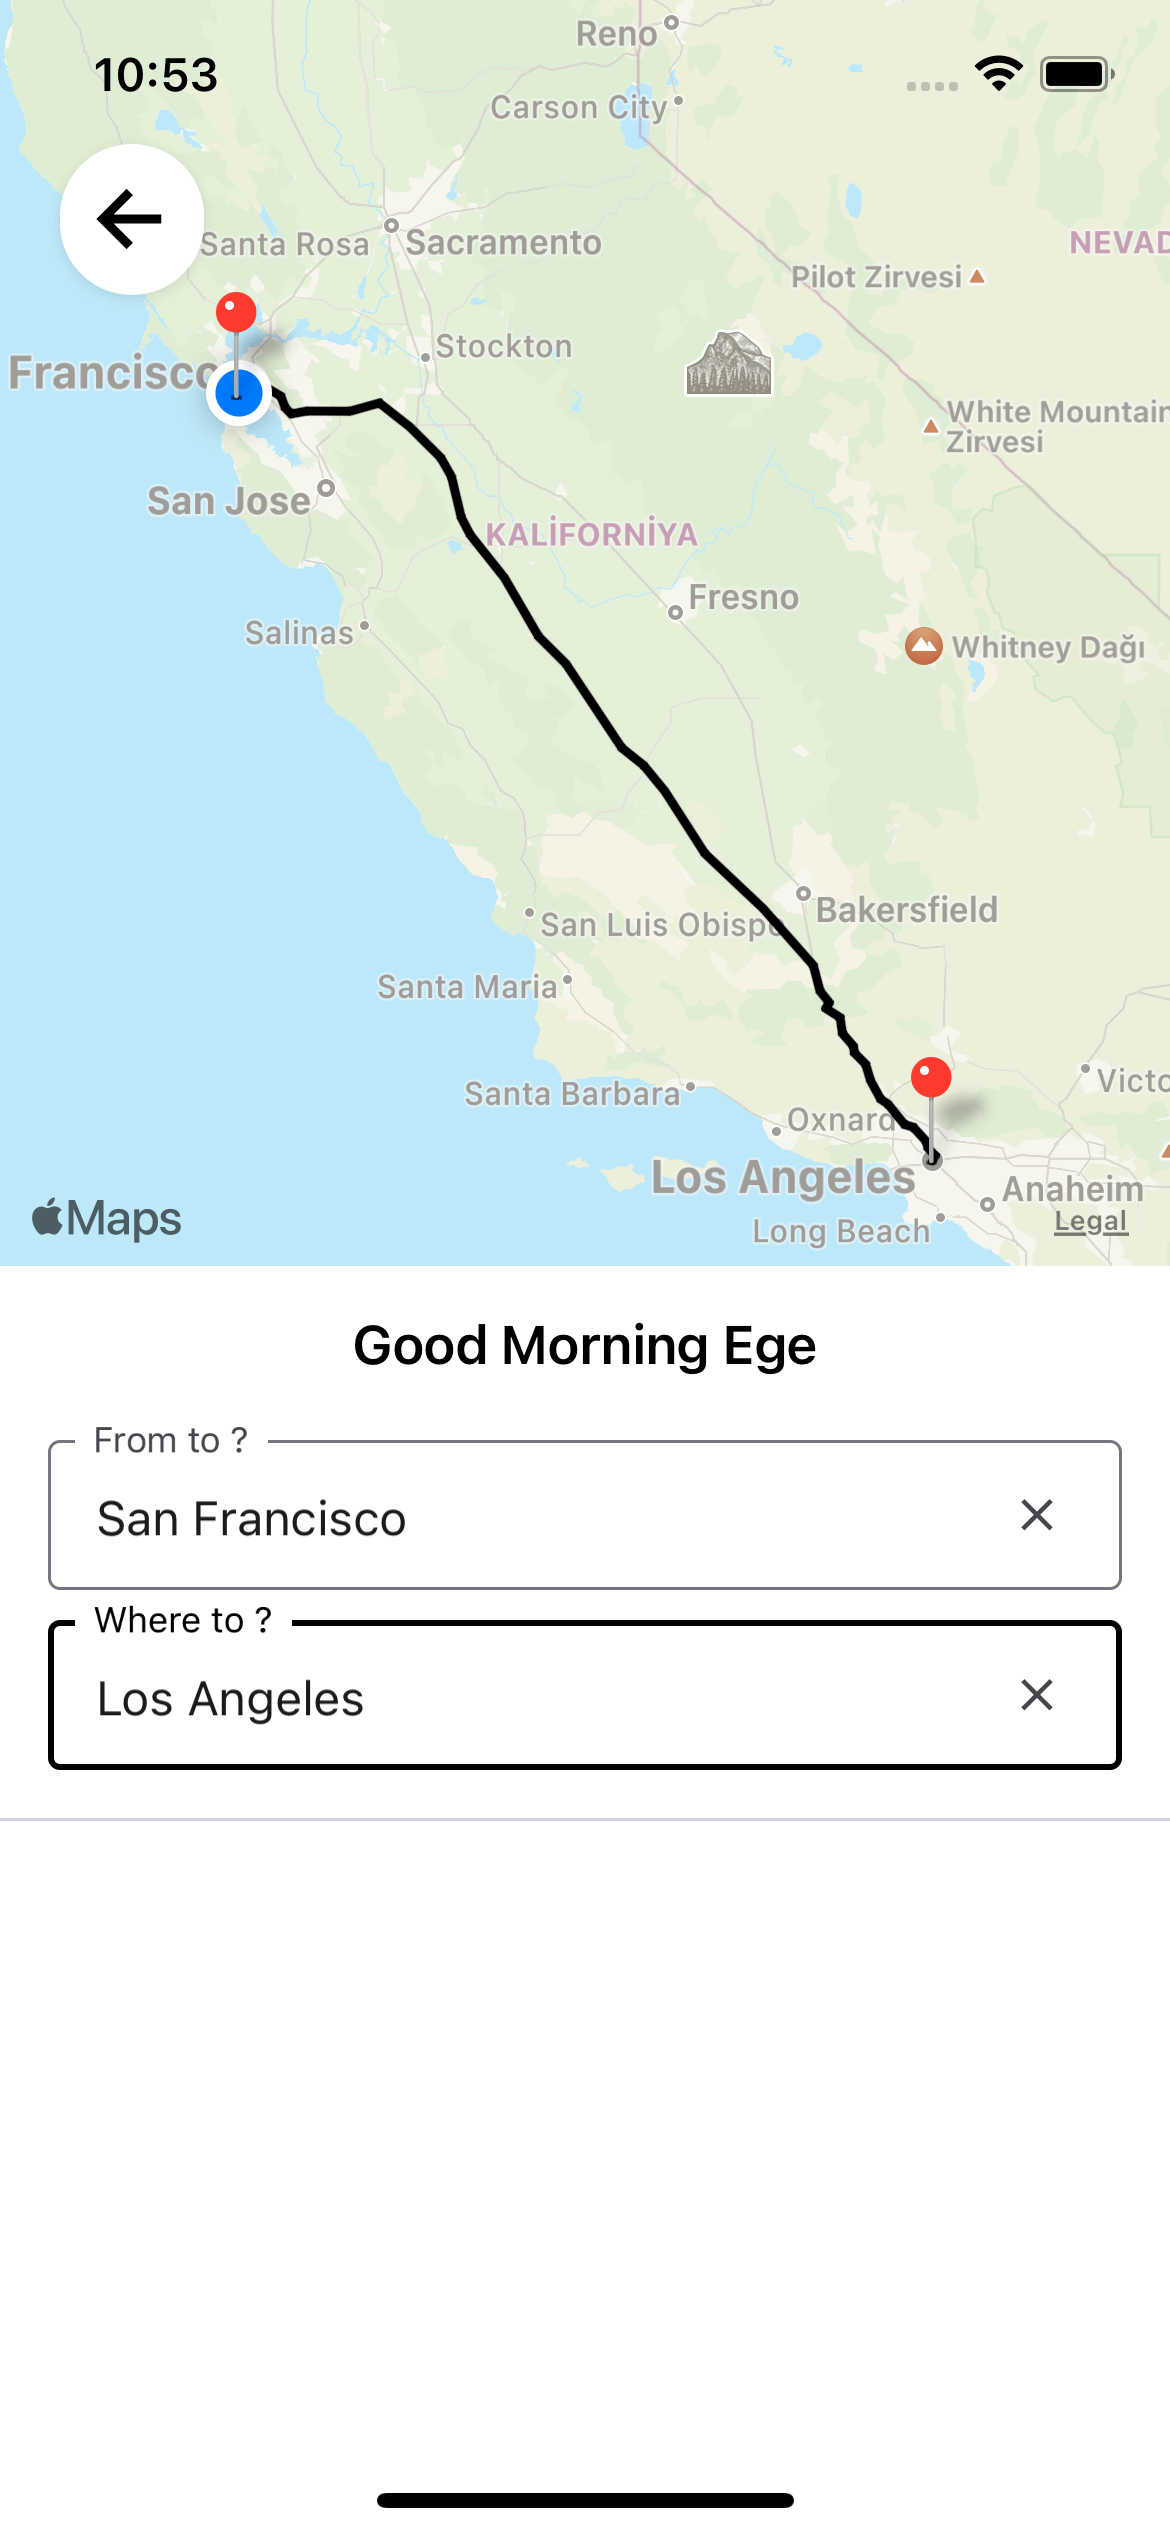 Reno
10:53
Carson City
Santa Rosa
Sacramento
NEVAD
Pilot Zirvesi
Stockton
Francisco
White Mountain
Zirvesi
San Jose
KALİFORNİYA
Fresno
Salinas
Whitney Dağı
Bakersfield
San Luis Obispo
Santa Maria
Victo
Santa Barbara
Oxnard
Los Angeles
Anaheim
Maps
Legal
Long Beach
Good Morning Ege
From to ?
San Francisco
Where to ?
Los Angeles